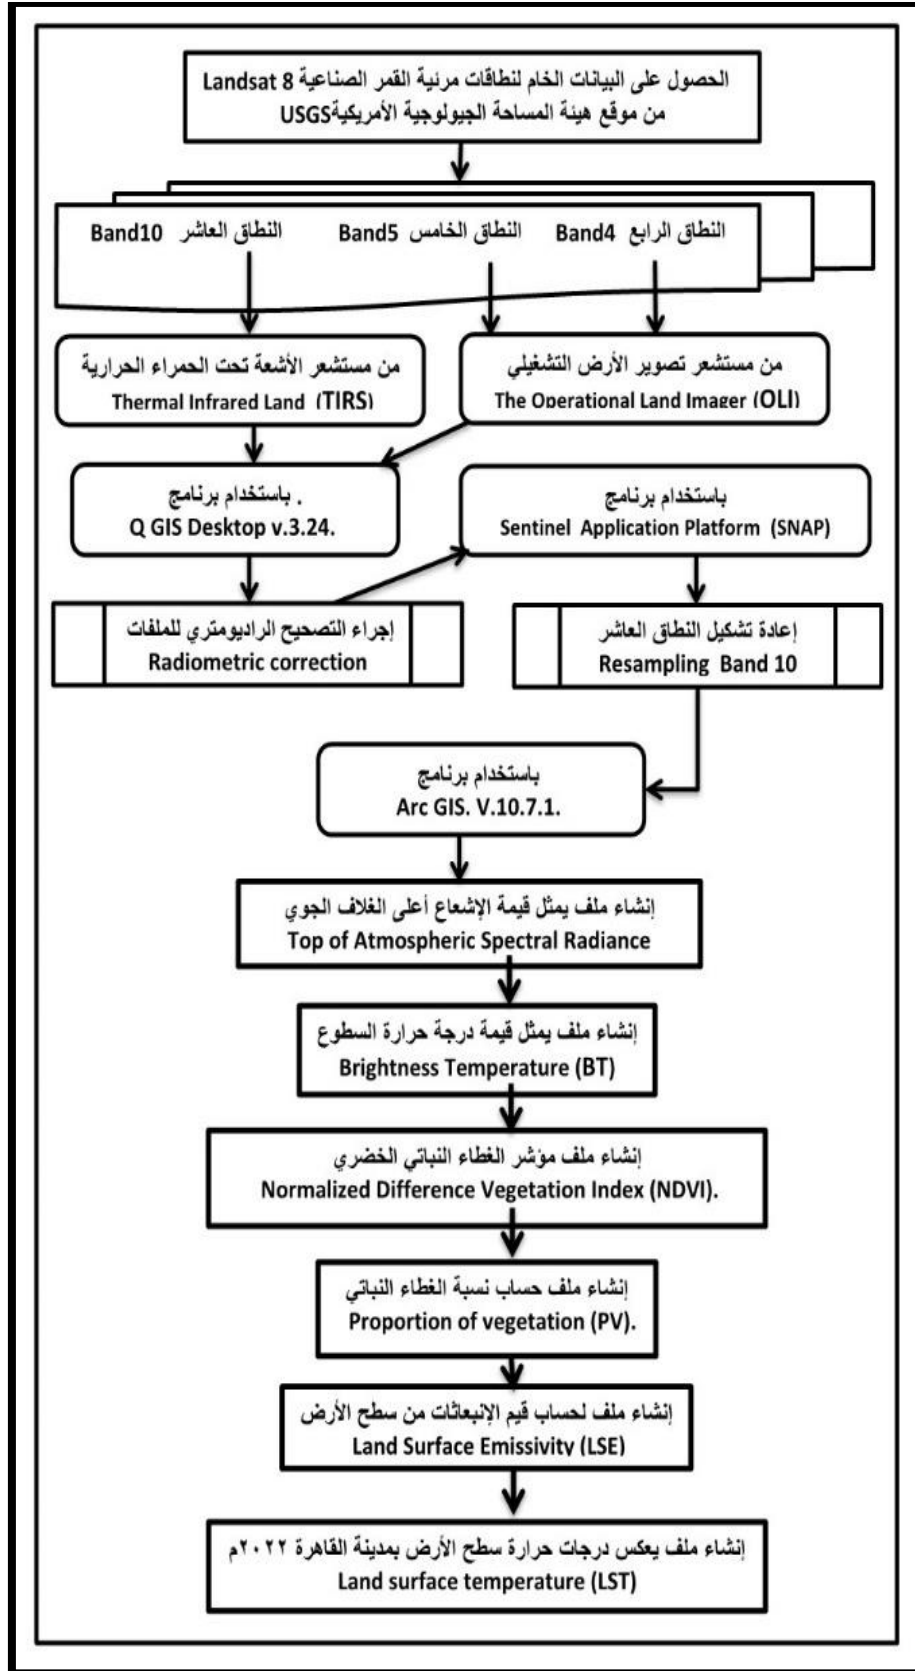 الحصول على البيانات الخام لنطاقات مرئية القمر الصناعية Landsat 8
من موقع هيئة المساحة الجيولوجية الأمريكية USGS
النطاق الرابع Band4
النطاق الخامس Band5
النطاق العاشر Band10
من مستشعر تصوير الأرض التشغيلي
The Operational Land Imager (OLI)
من مستشعر الأشعة تحت الحمراء الحرارية
Thermal Infrared Land (TIRS)
باستخدام برنامج .
Q GIS Desktop v.3.24.
باستخدام برنامج
Sentinel Application Platform (SNAP)
إجراء التصحيح الراديومتري للملفات
Radiometric correction
إعادة تشكيل النطاق العاشر
Resampling Band 10
باستخدام برنامج
Arc GIS. V.10.7.1.
إنشاء ملف يمثل قيمة الإشعاع أعلى الغلاف الجوي
Top of Atmospheric Spectral Radiance
إنشاء ملف يمثل قيمة درجة حرارة السطوع
Brightness Temperature (BT)
إنشاء ملف مؤشر الغطاء النباتي الخضري
Normalized Difference Vegetation Index (NDVI).
إنشاء ملف حساب نسبة الغطاء النباتي
Proportion of vegetation (PV).
إنشاء ملف لحساب قيم الإنبعاثات من سطح الأرض
Land Surface Emissivity (LSE)
إنشاء ملف يعكس درجات حرارة سطح الأرض بمدينة القاهرة ٢٠٢٢م
Land surface temperature (LST)